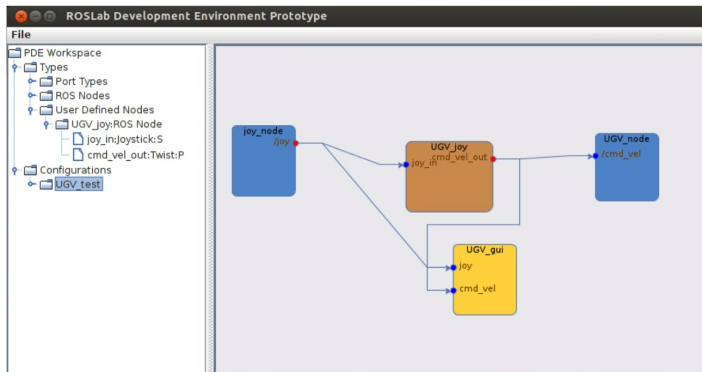 ROSLab Development Environment Prototype
File
PDE Workspace
Types
Port Types
ROS Nodes
User Defined Nodes
UGV_joy:ROS Node
joy_in:Joystick:S
cmd_vel_out:Twist:P
Configurations
UGV_test
joy_node
/joy
UGV_joy
cmd_vel_out
joy_in
UGV_node
/cmd_vel
UGV_gui
joy
cmd_vel